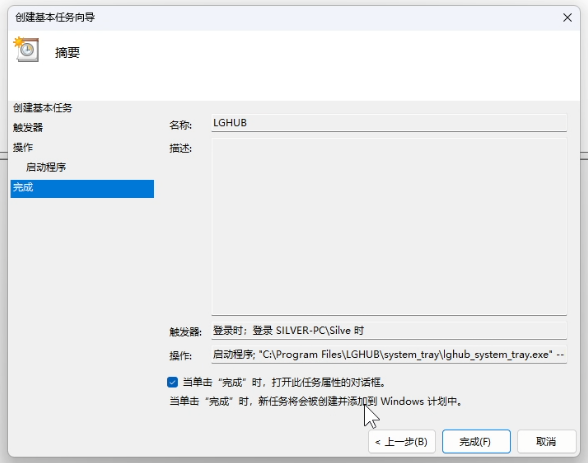 创建基本任务向导
摘要
创建基本任务
触发器
操作
启动程序
完成
名称: LGHUB
描述:
触发器: 登录时；登录 SILVER-PC\Silve 时
操作: 启动程序; "C:\Program Files\LGHUB\system_tray\lghub_system_tray.exe" --
当单击“完成”时，打开此任务属性的对话框。
当单击“完成”时，新任务将会被创建并添加到 Windows 计划中。
< 上一步(B) 完成(F) 取消